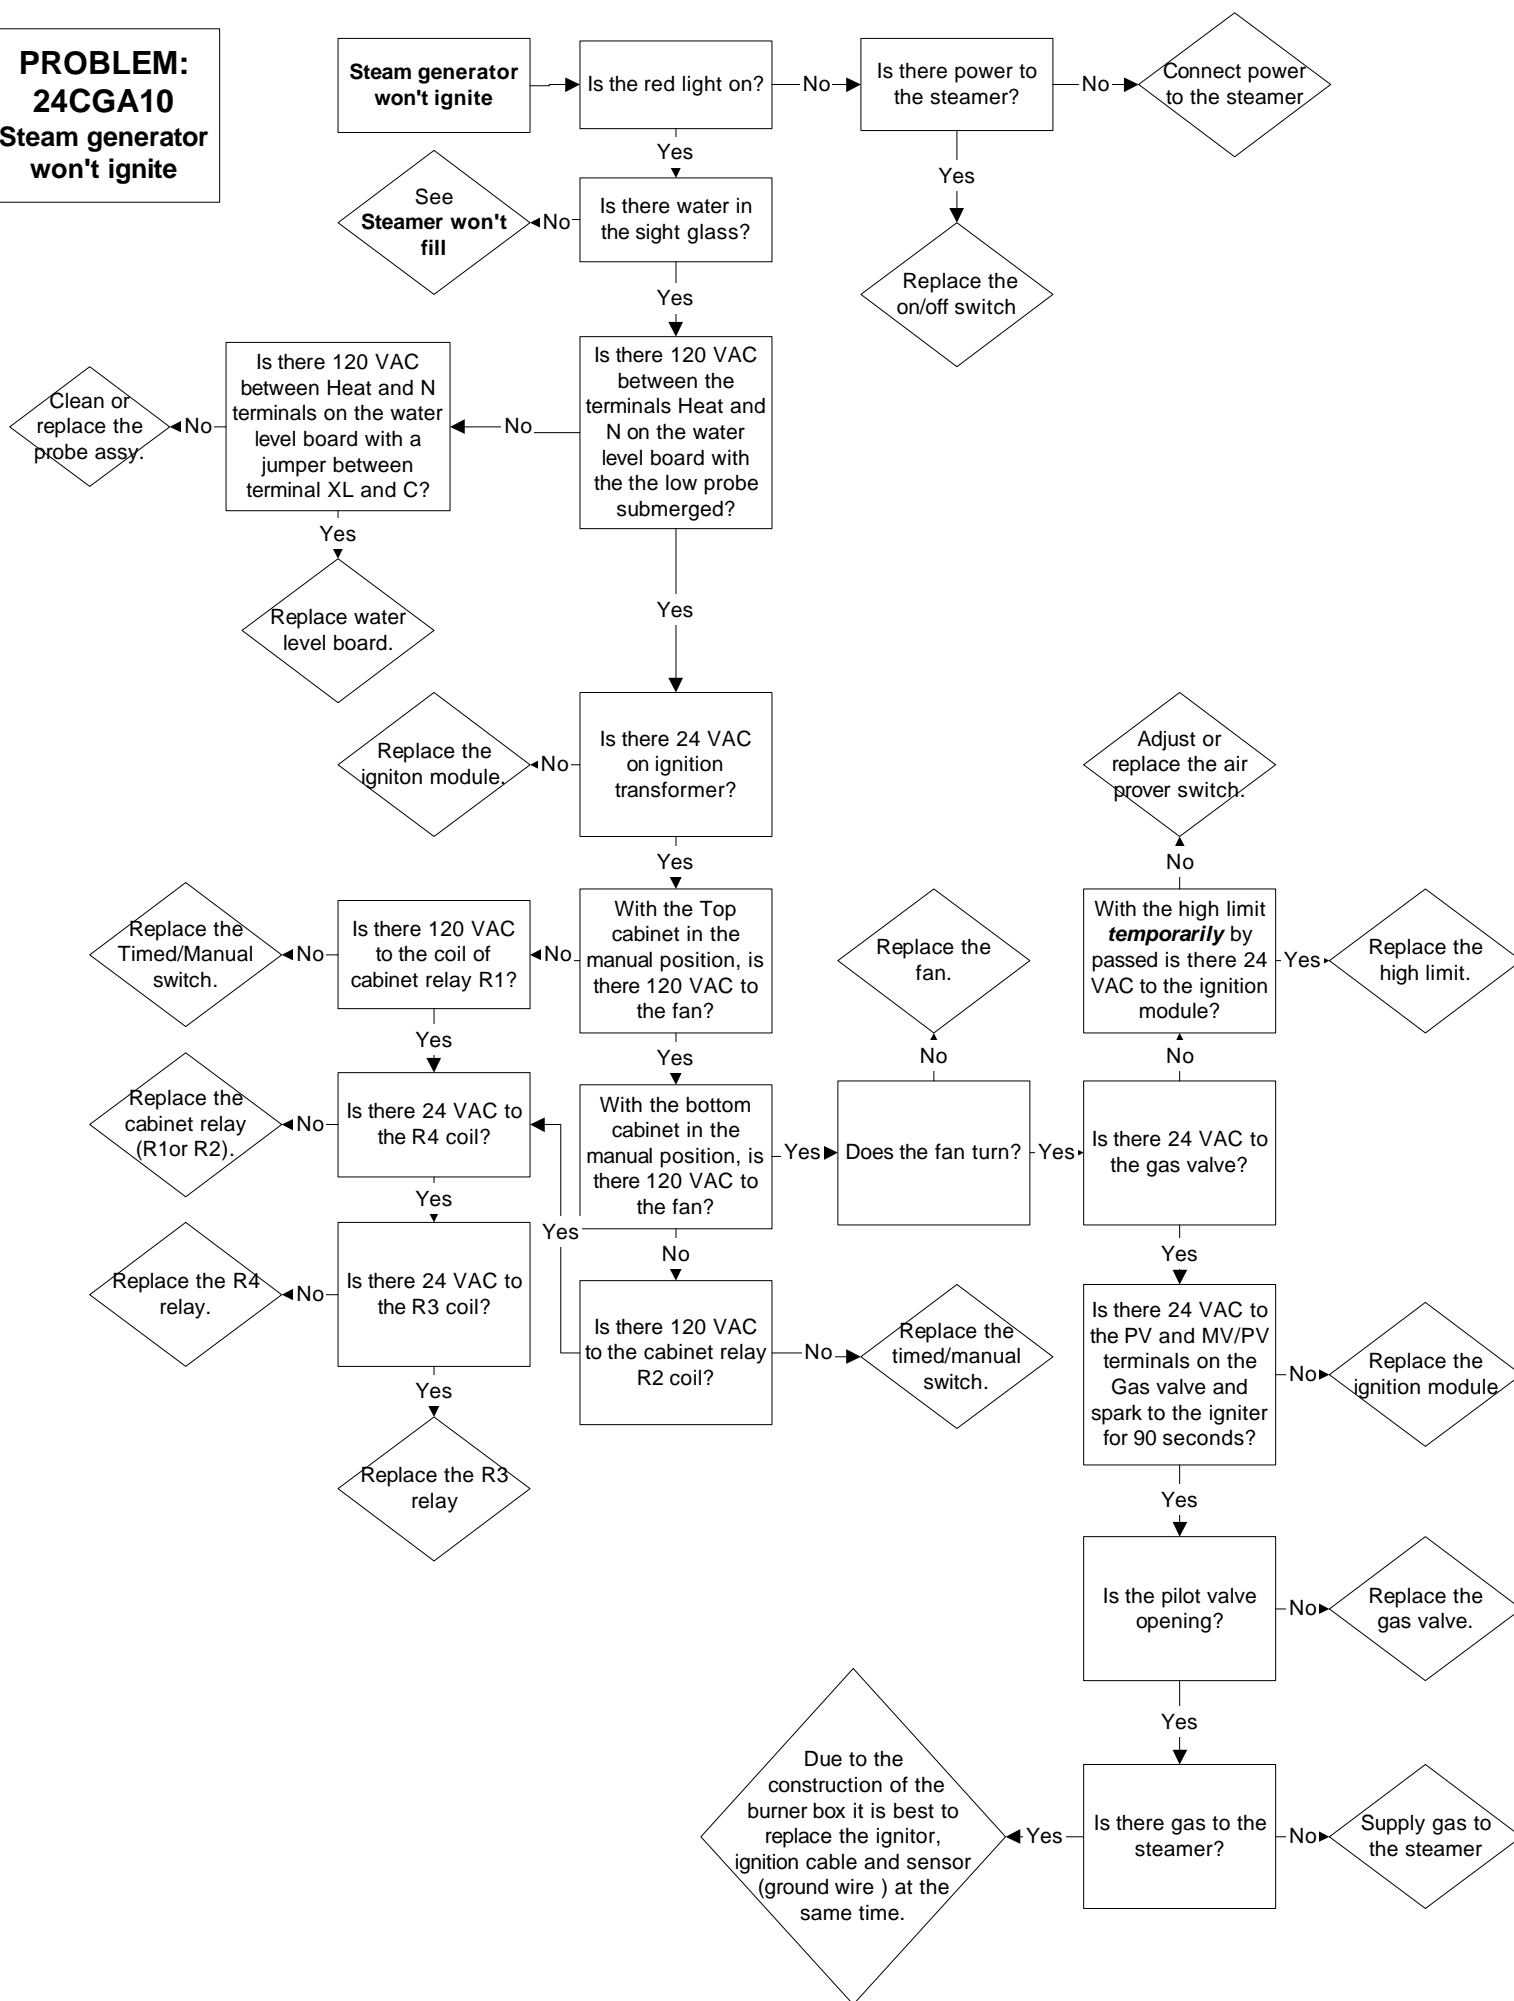 PROBLEM:
24CGA10
Steam generator
won't ignite
Steam generator
won't ignite
Is the red light on?
No
Is there power to
the steamer?
No
Connect power
to the steamer
Yes
Yes
See
Steamer won't
fill
No
Is there water in
the sight glass?
Replace the
on/off switch
Yes
Clean or
replace the
probe assy.
No
Is there 120 VAC
between Heat and N
terminals on the water
level board with a
jumper between
terminal XL and C?
No
Is there 120 VAC
between the
terminals Heat and
N on the water
level board with
the the low probe
submerged?
Yes
Replace water
level board.
Yes
Replace the
igniton module.
No
Is there 24 VAC
on ignition
transformer?
Adjust or
replace the air
prover switch.
Yes
No
Replace the
Timed/Manual
switch.
No
Is there 120 VAC
to the coil of
cabinet relay R1?
No
With the Top
cabinet in the
manual position, is
there 120 VAC to
the fan?
Replace the
fan.
With the high limit
temporarily by
passed is there 24
VAC to the ignition
module?
Yes
Replace the
high limit.
Yes
Yes
No
No
Replace the
cabinet relay
(R1or R2).
No
Is there 24 VAC to
the R4 coil?
With the bottom
cabinet in the
manual position, is
there 120 VAC to
the fan?
Yes
Does the fan turn?
Yes
Is there 24 VAC to
the gas valve?
Yes
Yes
No
Yes
Replace the R4
relay.
No
Is there 24 VAC to
the R3 coil?
Is there 120 VAC
to the cabinet relay
R2 coil?
No
Replace the
timed/manual
switch.
Is there 24 VAC to
the PV and MV/PV
terminals on the
Gas valve and
spark to the igniter
for 90 seconds?
No
Replace the
ignition module
Yes
Replace the R3
relay
Yes
Is the pilot valve
opening?
No
Replace the
gas valve.
Yes
Due to the
construction of the
burner box it is best to
replace the ignitor,
ignition cable and sensor
(ground wire ) at the
same time.
Yes
Is there gas to the
steamer?
No
Supply gas to
the steamer